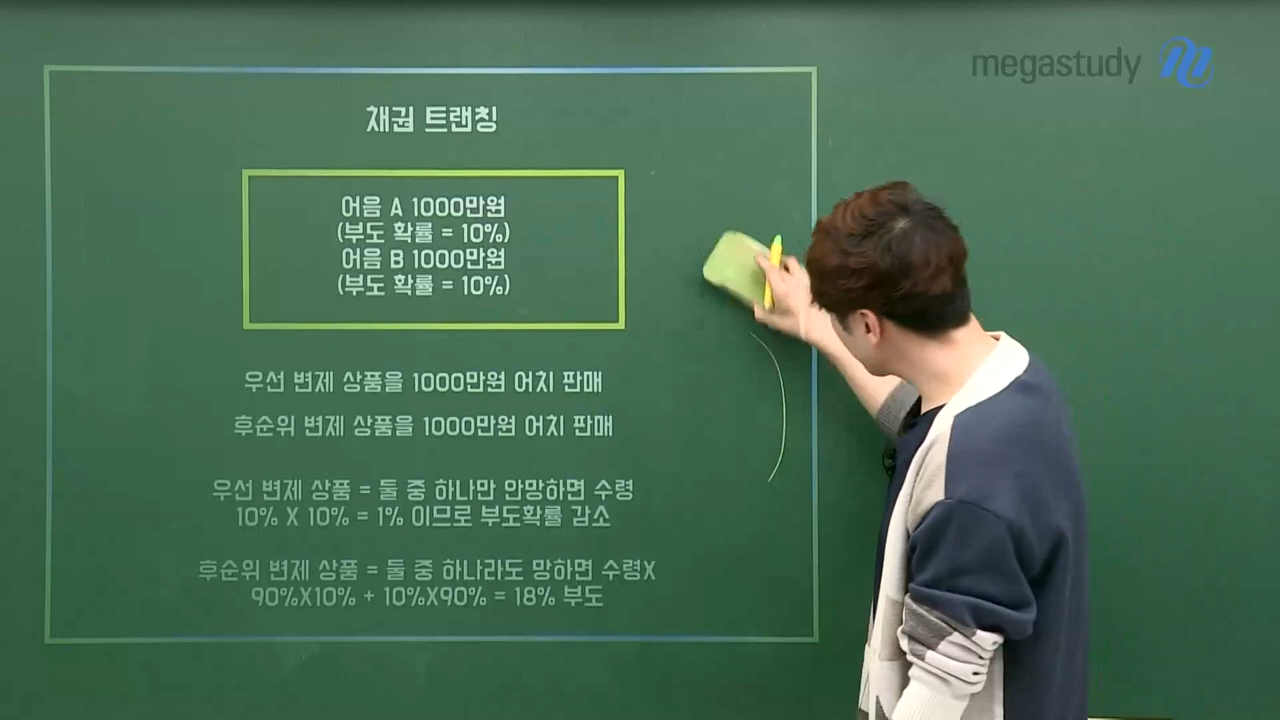 megastudy
채권 트랜칭
어음 A 1000만원
(부도 확률 = 10%)
어음 B 1000만원
(부도 확률 = 10%)
우선 변제 상품을 1000만원 어치 판매
후순위 변제 상품을 1000만원 어치 판매
우선 변제 상품 = 둘 중 하나만 안망하면 수령
10% X 10% = 1% 이므로 부도확률 감소
후순위 변제 상품 = 둘 중 하나라도 망하면 수령X
90%X10% + 10%X90% = 18% 부도